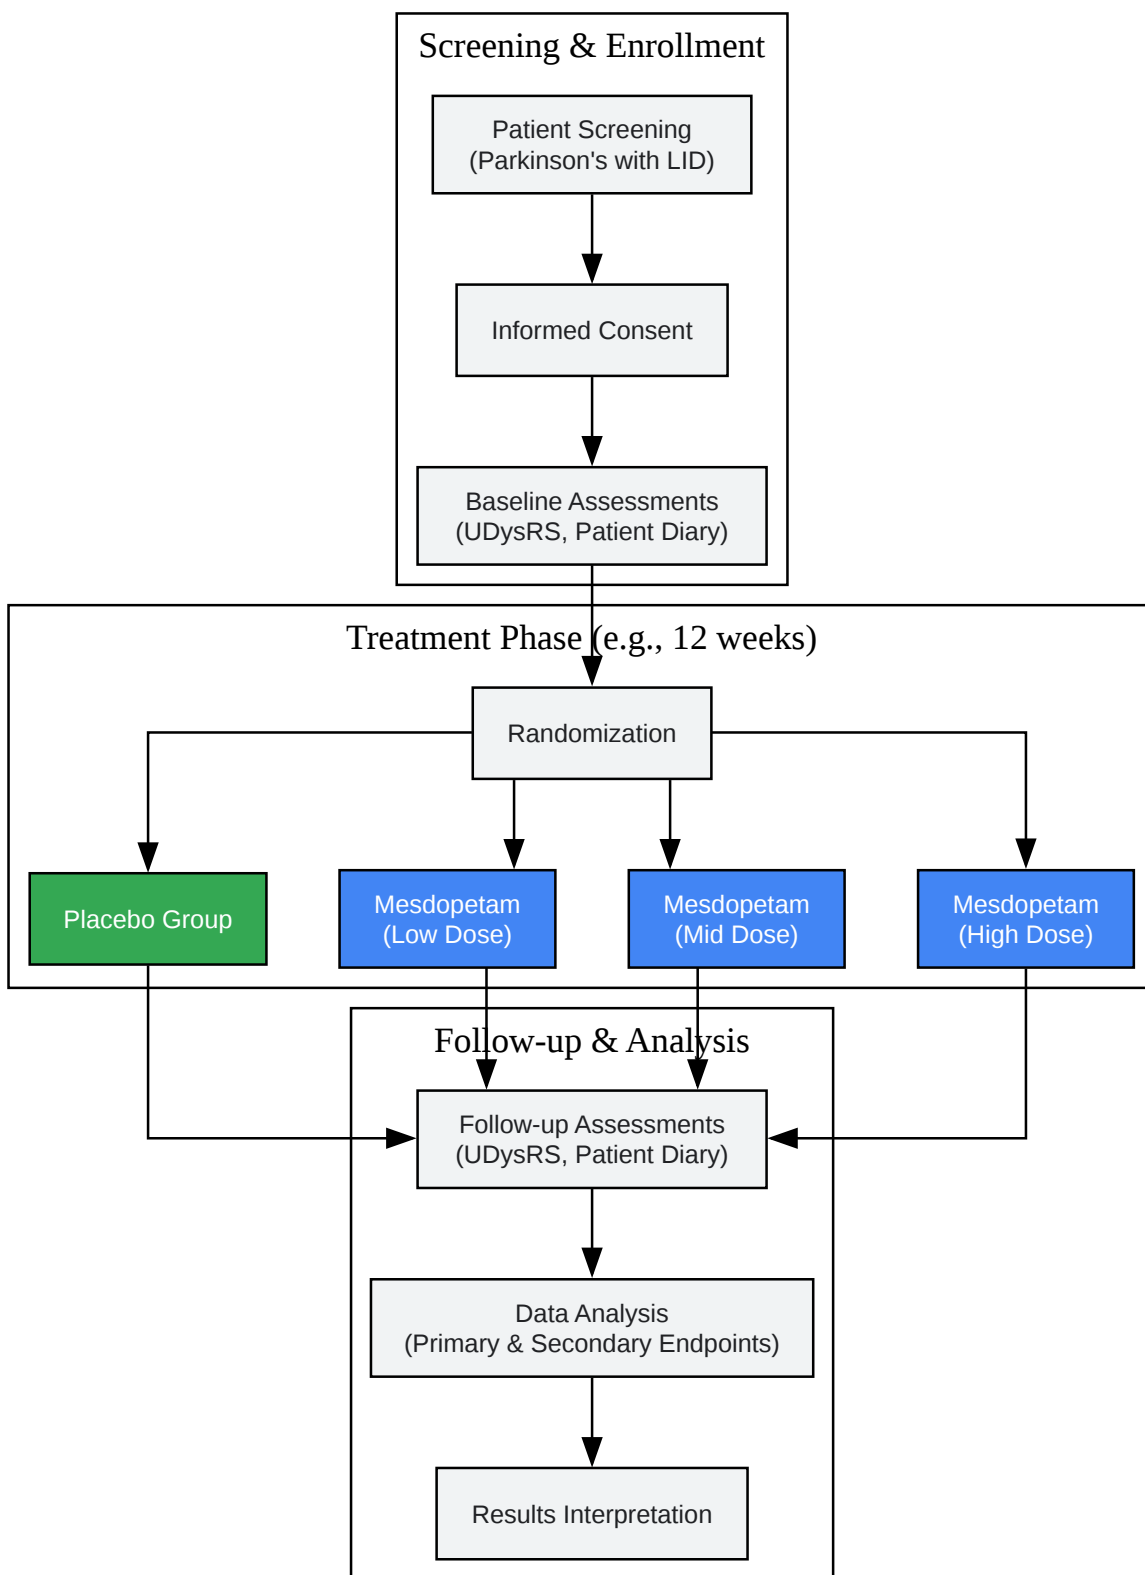 Screening & Enrollment
Patient Screening
(Parkinson's with LID)
Informed Consent
Baseline Assessments
(UDysRS, Patient Diary)
Treatment Phase (e.g., 12 weeks)
Randomization
Placebo Group
Mesdopetam
(Low Dose)
Mesdopetam
(Mid Dose)
Mesdopetam
(High Dose)
Follow-up & Analysis
Follow-up Assessments
(UDysRS, Patient Diary)
Data Analysis
(Primary & Secondary Endpoints)
Results Interpretation